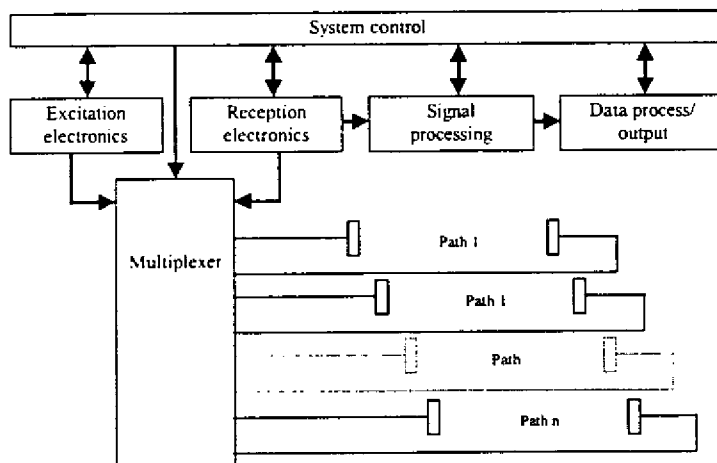 System control
Excitation
electronics
Reception
electronics
Signal
processing
Data process/
output
Multiplexer
Path 1
Path 1
Path
Path n